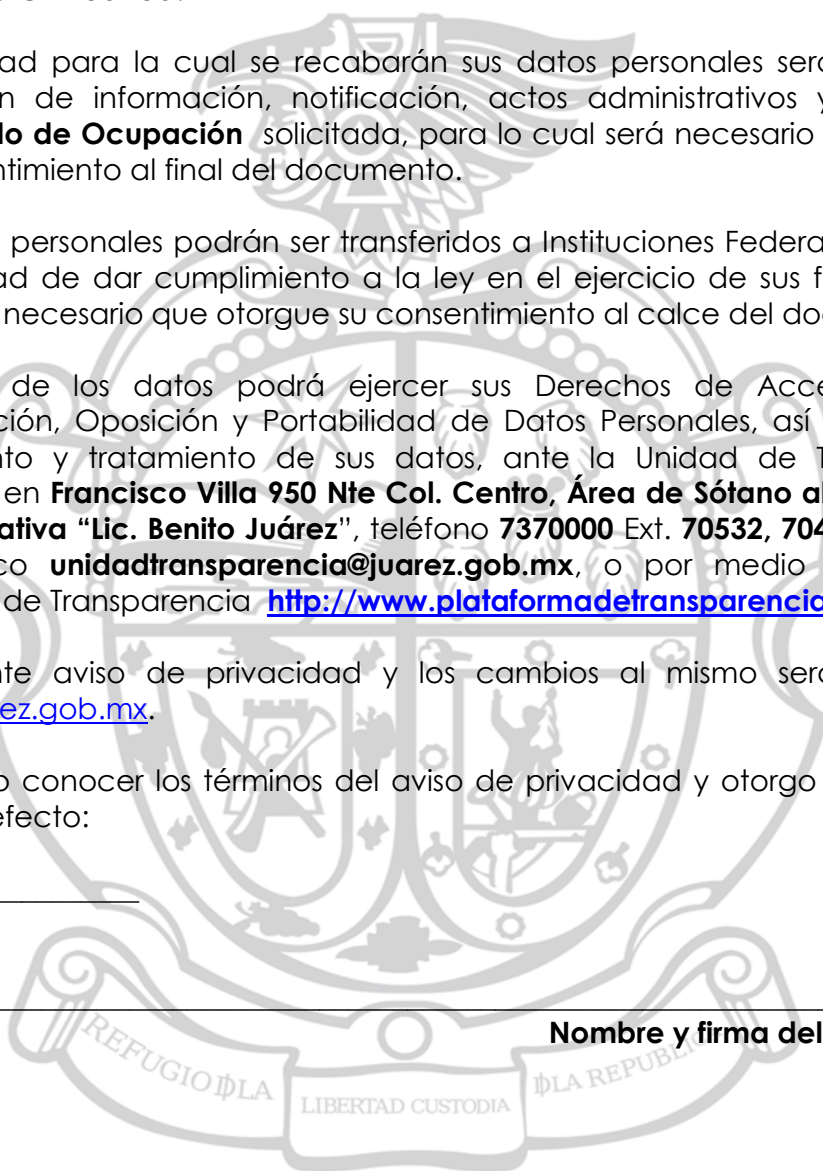 ad para la cual se recabarán sus datos personales ser
n de información, notificación, actos administrativos y
do de Ocupación solicitada, para lo cual será necesario
ntimiento al final del documento.
personales podrán ser transferidos a Instituciones Federa
ad de dar cumplimiento a la ley en el ejercicio de sus f
necesario que otorgue su consentimiento al calce del do
de los datos podrá ejercer sus Derechos de Acce
ción, Oposición y Portabilidad de Datos Personales, así
nto y tratamiento de sus datos, ante la Unidad de T
en Francisco Villa 950 Nte Col. Centro, Área de Sótano al
ativa “Lic. Benito Juárez”, teléfono 7370000 Ext. 70532, 704
co unidadtransparencia@juarez.gob.mx, o por medio
de Transparencia http://www.plataformadetransparencia
nte aviso de privacidad y los cambios al mismo ser
ez.gob.mx.
o conocer los términos del aviso de privacidad y otorgo
efecto:
Nombre y firma del
REFUGIO DLA LIBERTAD CUSTODIA DLA REPUBLIC